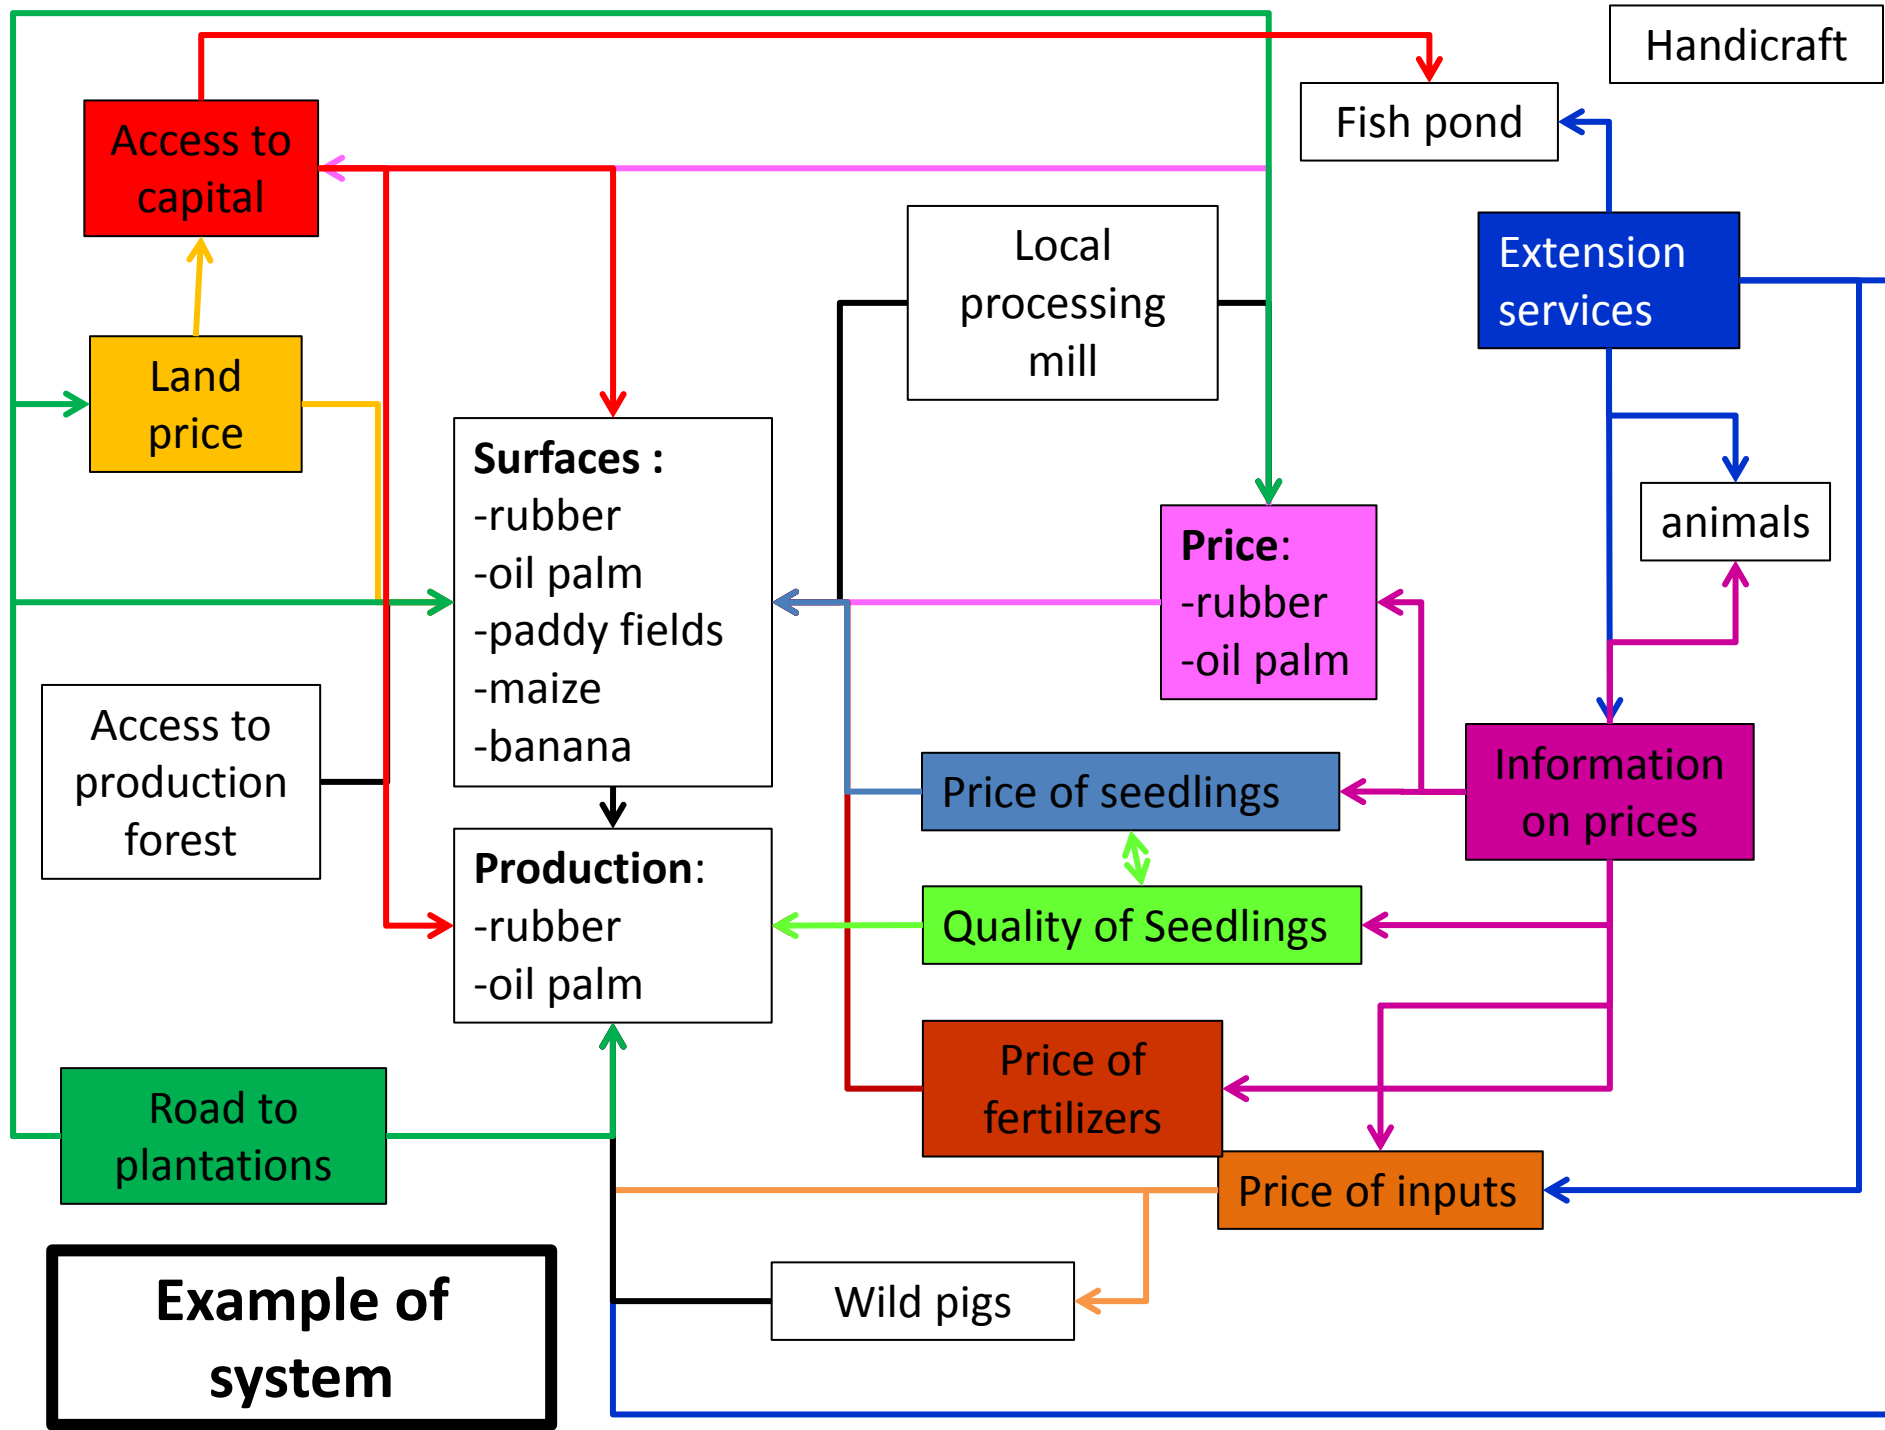 Handicraft
Fish pond
Access to
capital
Local
processing
mill
Extension
services
Land
price
Surfaces :
-rubber
-oil palm
-paddy fields
-maize
-banana
Price:
-rubber
-oil palm
animals
Access to
production
forest
Price of seedlings
Information
on prices
Production:
-rubber
-oil palm
Quality of Seedlings
Price of
fertilizers
Road to
plantations
Price of inputs
Wild pigs
Example of
system